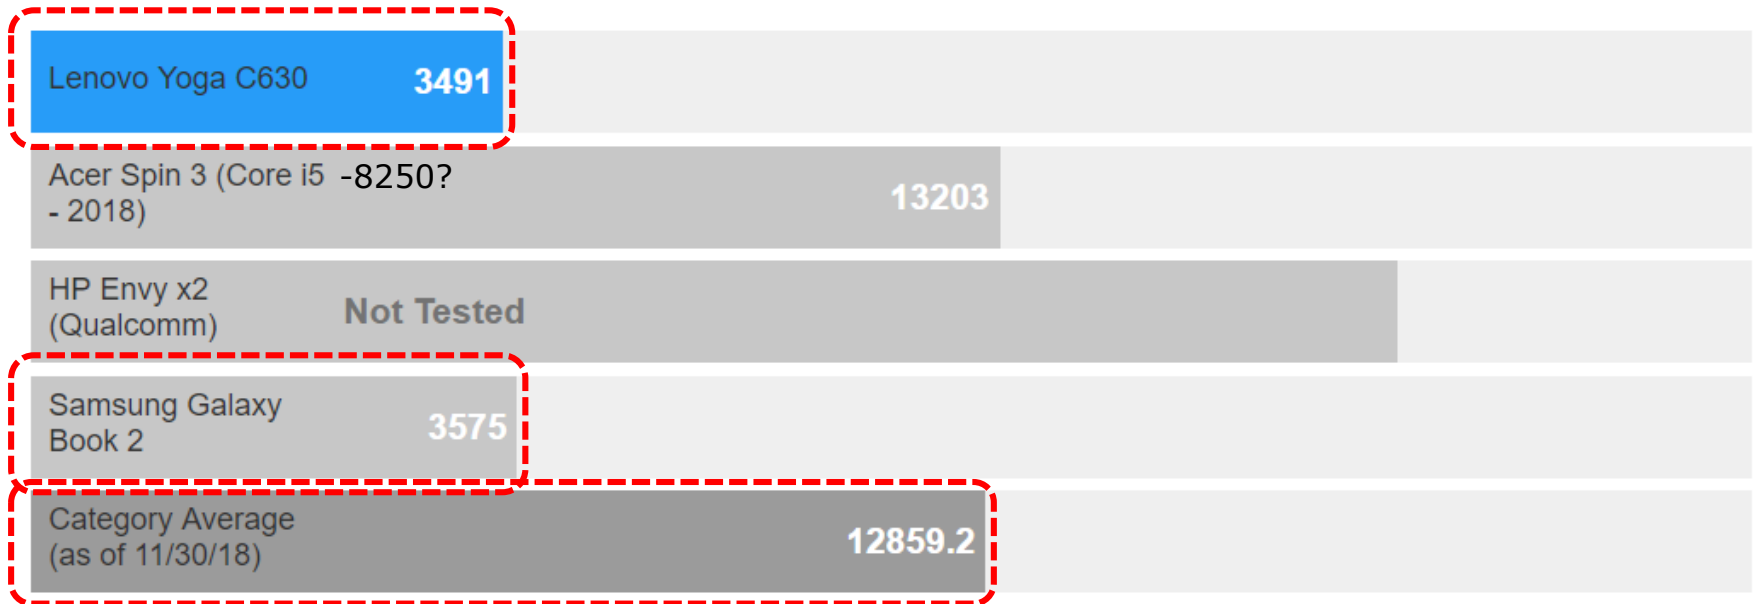 Lenovo Yoga C630 3491
Acer Spin 3 (Core i5 -8250?
- 2018) 13203
HP Envy x2
(Qualcomm) Not Tested
Samsung Galaxy
Book 2 3575
Category Average
(as of 11/30/18) 12859.2